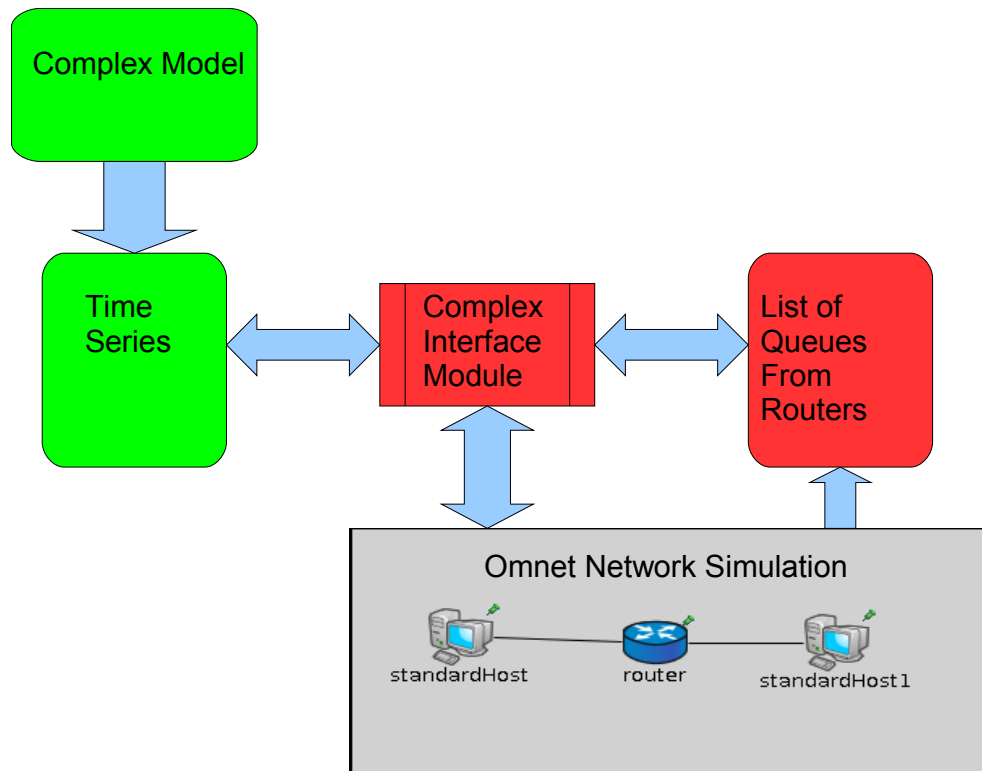 Complex Model
Time
Series
Complex
Interface
Module
List of
Queues
From
Routers
Omnet Network Simulation
standardHost
router
standardHost1